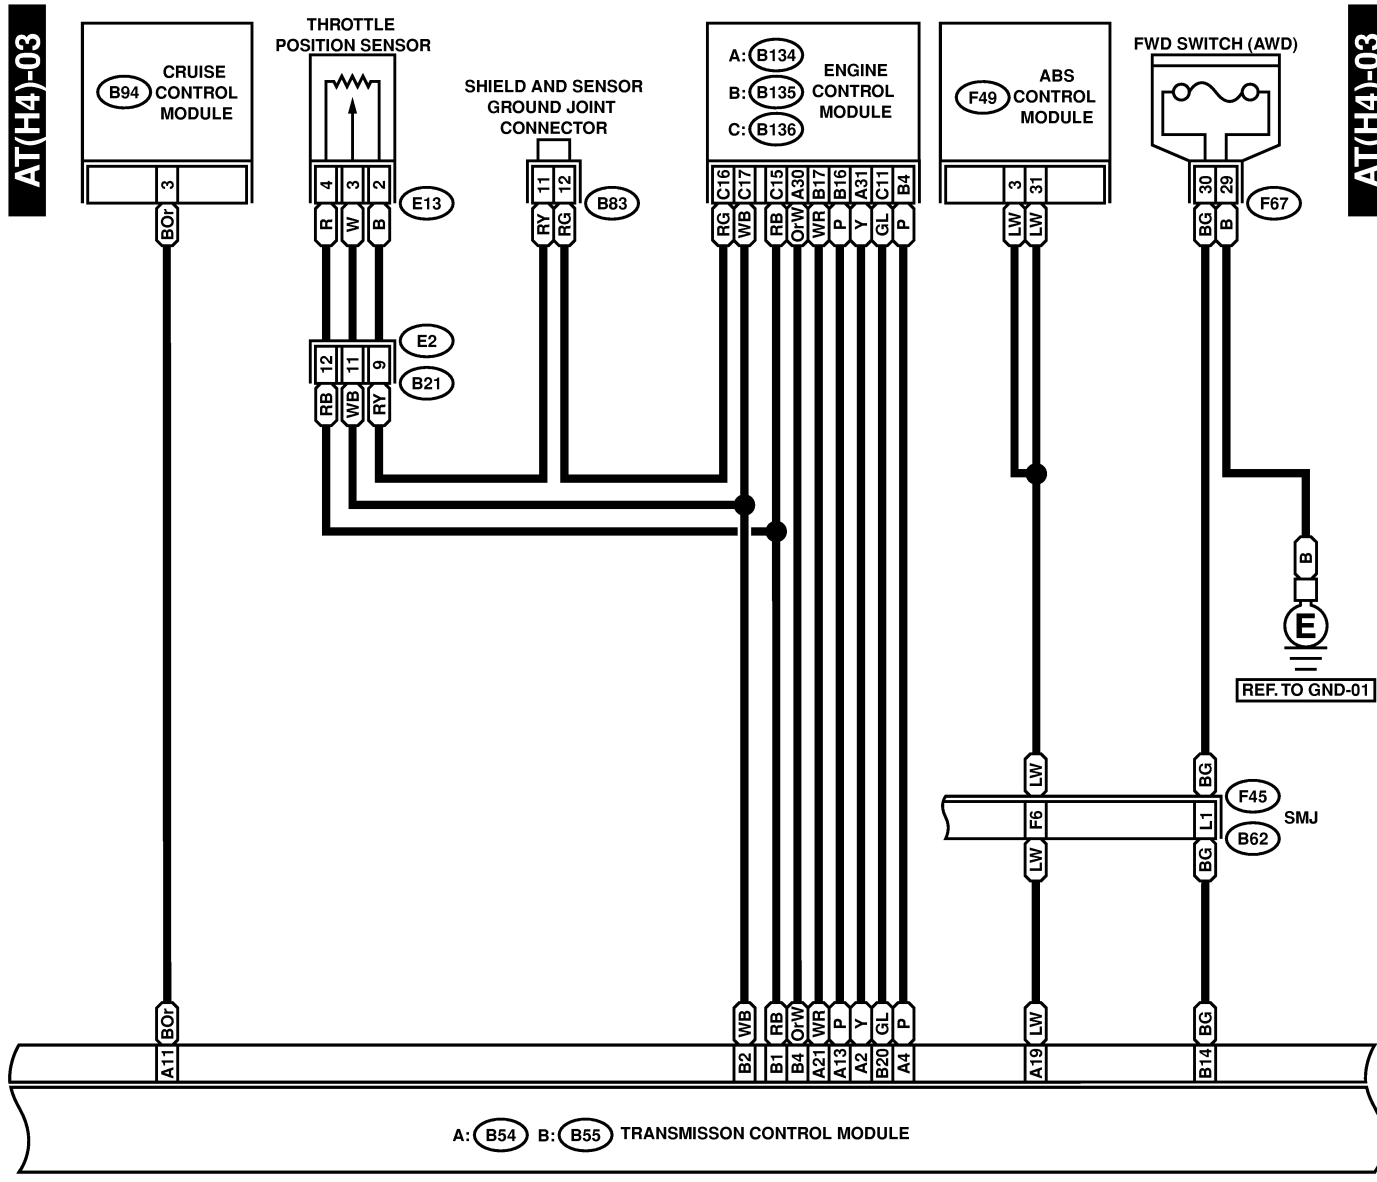 AT(H4)-03
AT(H4)-03
B94
CRUISE
CONTROL
MODULE
THROTTLE
POSITION SENSOR
SHIELD AND SENSOR
GROUND JOINT
CONNECTOR
A: B134
B: B135
C: B136
ENGINE
CONTROL
MODULE
F49
ABS
CONTROL
MODULE
FWD SWITCH (AWD)
3
4 3 2
E13
11 12
B83
C16 C17 C15 A30 B17 B16 A31 C11 B4
3 31
30 29
F67
BOr
R W B
RY RG
RG WB RB OrW WR P Y GL P
LW LW
BG B
E2
12 11 9
B21
RB WB RY
B
E
REF. TO GND-01
LW BG
F45
F6 L1
SMJ
B62
LW BG
BOr WB RB OrW WR P Y GL P LW BG
A11 B2 B1 B4 A21 A13 A2 B20 A4 A19 B14
A: B54 B: B55 TRANSMISSON CONTROL MODULE